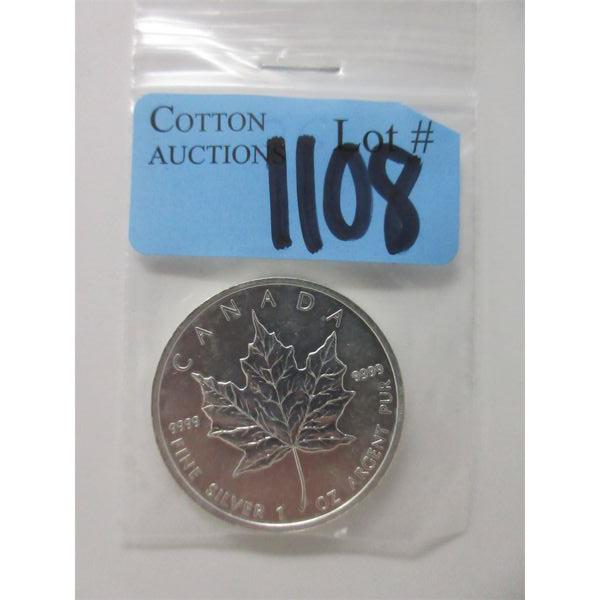 COTTON
AUCTIONS
Lot #
1108
CANADA
9999
9999
FINE SILVER 1 OZ ARGENT PUR